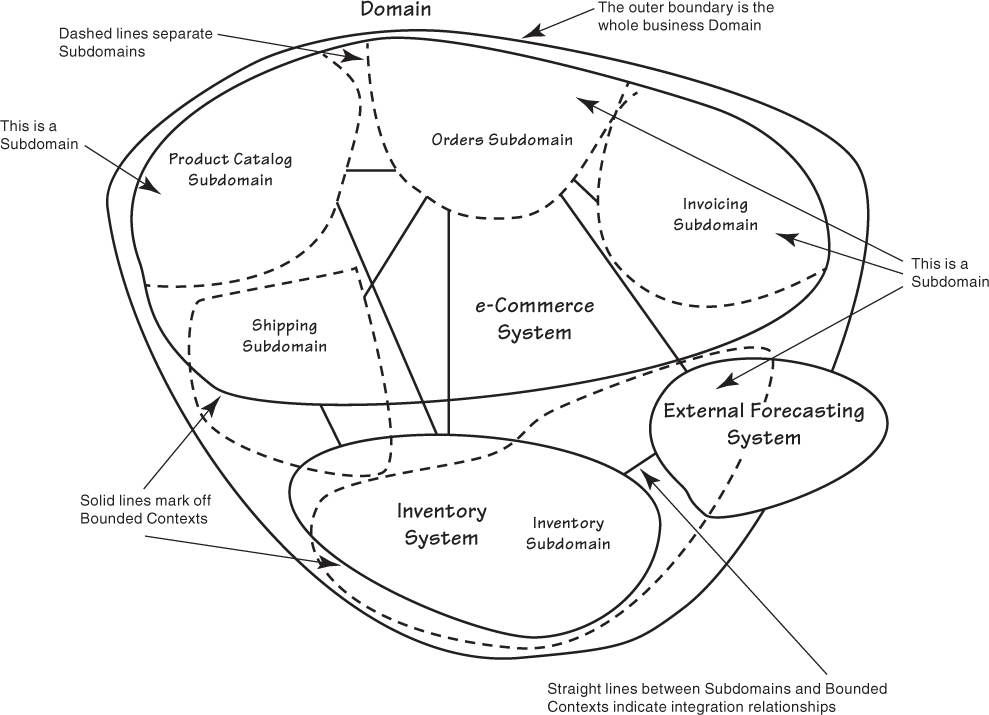 Domain
The outer boundary is the
whole business Domain
Dashed lines separate
Subdomains
This is a
Subdomain
Product Catalog
Subdomain
Orders Subdomain
Invoicing
Subdomain
This is a
Subdomain
e-Commerce
System
Shipping
Subdomain
External Forecasting
System
Solid lines mark off
Bounded Contexts
Inventory
System
Inventory
Subdomain
Straight lines between Subdomains and Bounded
Contexts indicate integration relationships